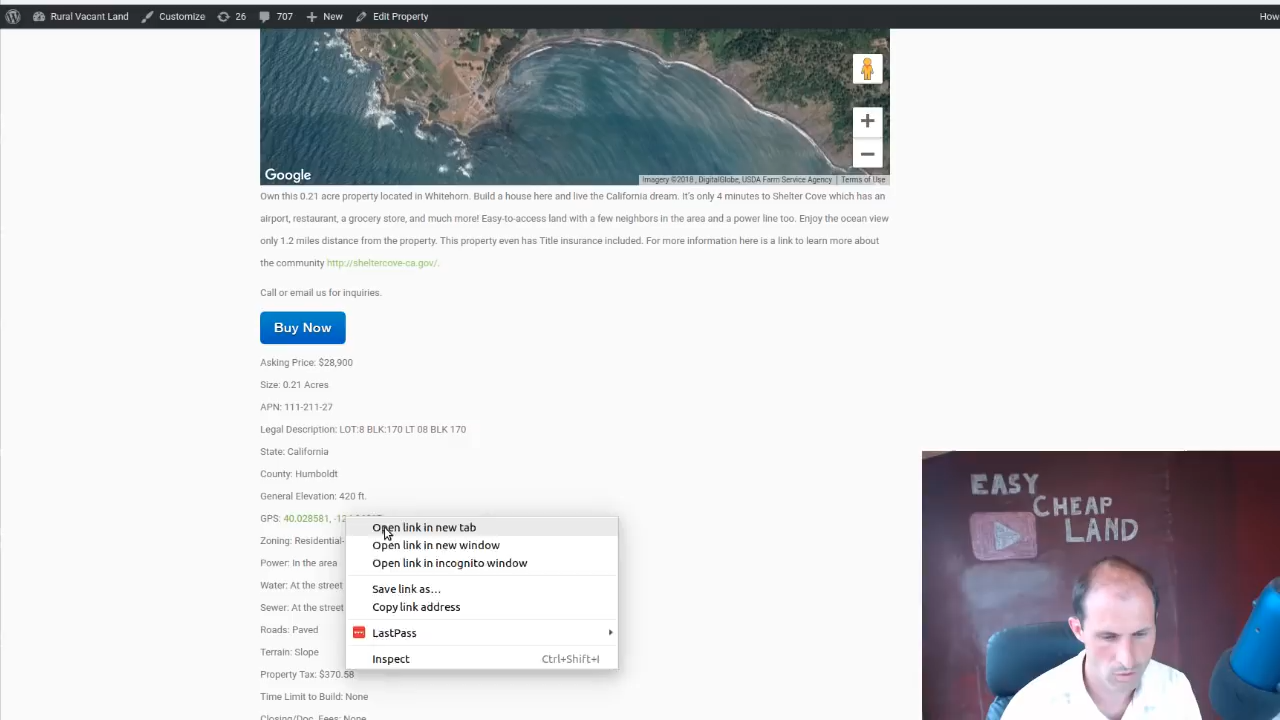 Rural Vacant Land Customize 26 707 New Edit Property How
Google
Imagery ©2018 , DigitalGlobe, USDA Farm Service Agency Terms of Use
Own this 0.21 acre property located in Whitehorn. Build a house here and live the California dream. It's only 4 minutes to Shelter Cove which has an
airport, restaurant, a grocery store, and much more! Easy-to-access land with a few neighbors in the area and a power line too. Enjoy the ocean view
only 1.2 miles distance from the property. This property even has Title insurance included. For more information here is a link to learn more about
the community http://sheltercove-ca.gov/.
Call or email us for inquiries.
Buy Now
Asking Price: $28,900
Size: 0.21 Acres
APN: 111-211-27
Legal Description: LOT:8 BLK:170 LT 08 BLK 170
State: California
County: Humboldt
General Elevation: 420 ft.
GPS: 40.028581,
Zoning: Residential-
Power: In the area
Water: At the street
Sewer: At the street
Roads: Paved
Terrain: Slope
Property Tax: $370.58
Time Limit to Build: None
Closing/Doc. Fees: None
Open link in new tab
Open link in new window
Open link in incognito window
Save link as…
Copy link address
LastPass
Inspect Ctrl+Shift+I
EASY
CHEAP
LAND